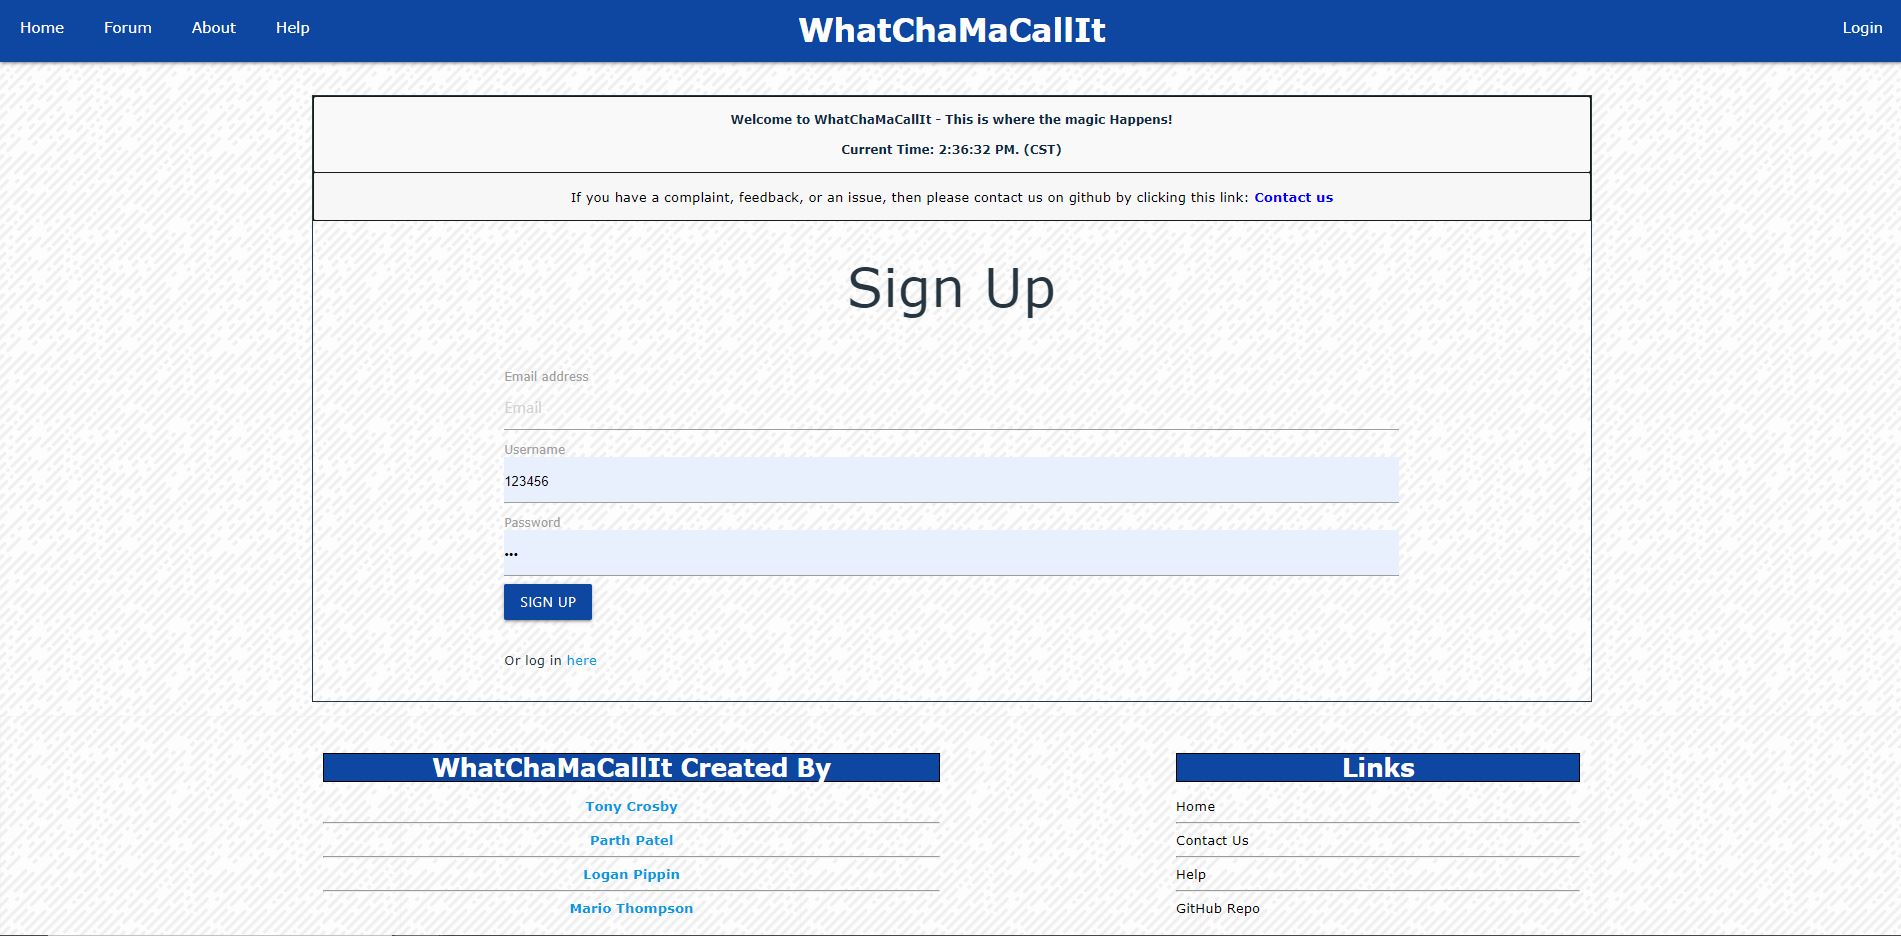 Home Forum About Help WhatChaMaCallIt Login
Welcome to WhatChaMaCallIt - This is where the magic Happens!
Current Time: 2:36:32 PM. (CST)
If you have a complaint, feedback, or an issue, then please contact us on github by clicking this link: Contact us
Sign Up
Email address
Email
Username
123456
Password
•••
SIGN UP
Or log in here
WhatChaMaCallIt Created By
Tony Crosby
Parth Patel
Logan Pippin
Mario Thompson
Links
Home
Contact Us
Help
GitHub Repo